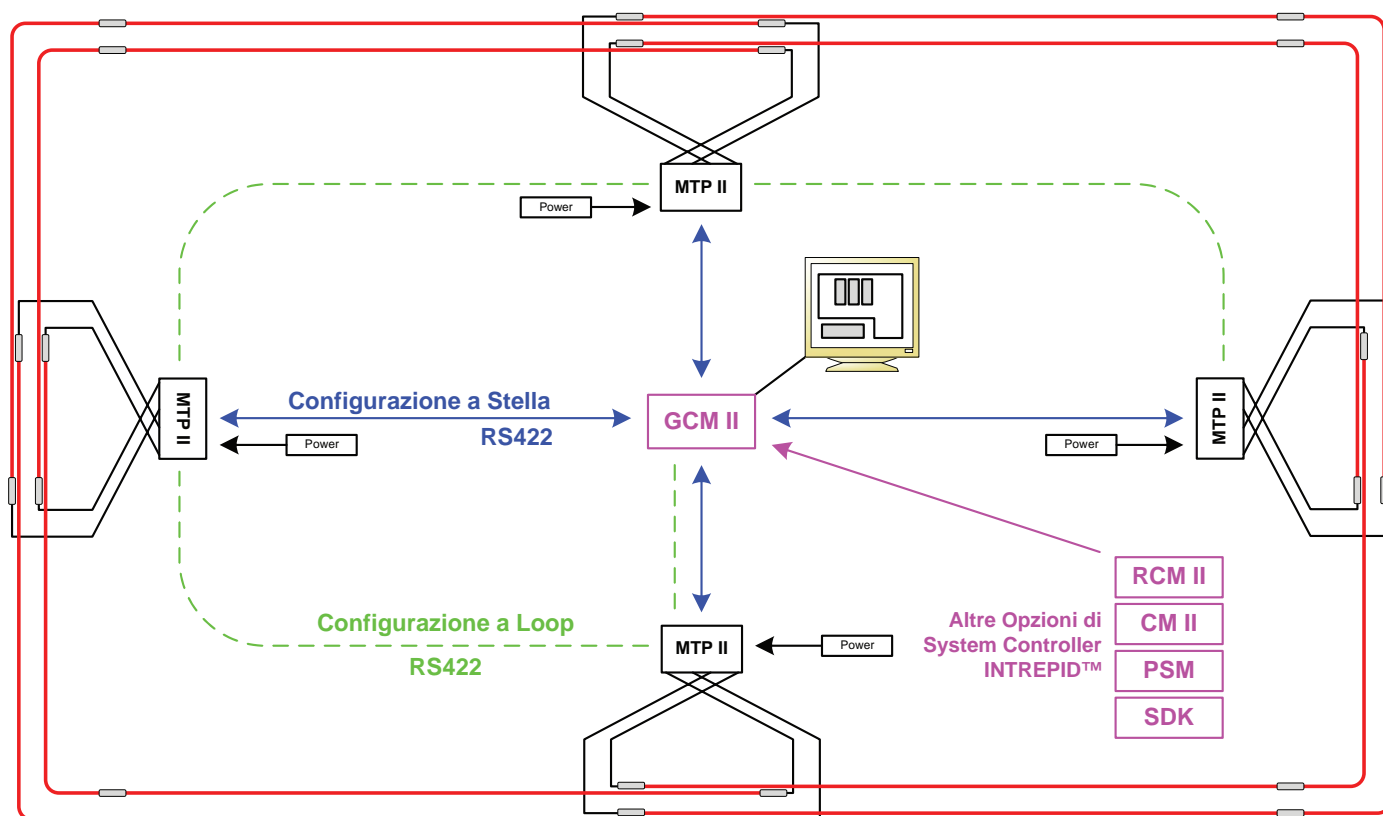 MTP II
Power
Configurazione a Stella
RS422
MTP II
Power
GCM II
Power
MTP II
Configurazione a Loop
RS422
MTP II
Power
Altre Opzioni di
System Controller
INTREPID™
RCM II
CM II
PSM
SDK